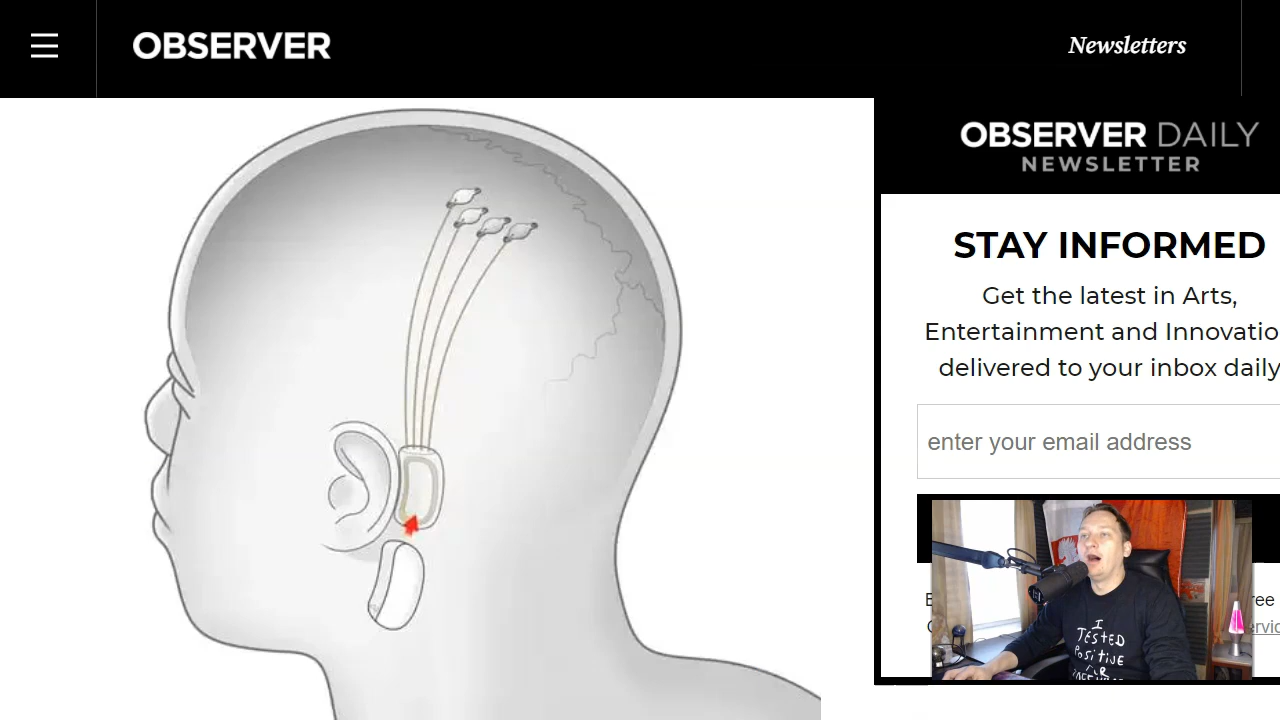 OBSERVER
Newsletters
OBSERVER DAILY
NEWSLETTER
STAY INFORMED
Get the latest in Arts,
Entertainment and Innovatio
delivered to your inbox daily
enter your email address
I
TESTED
POSITIVE